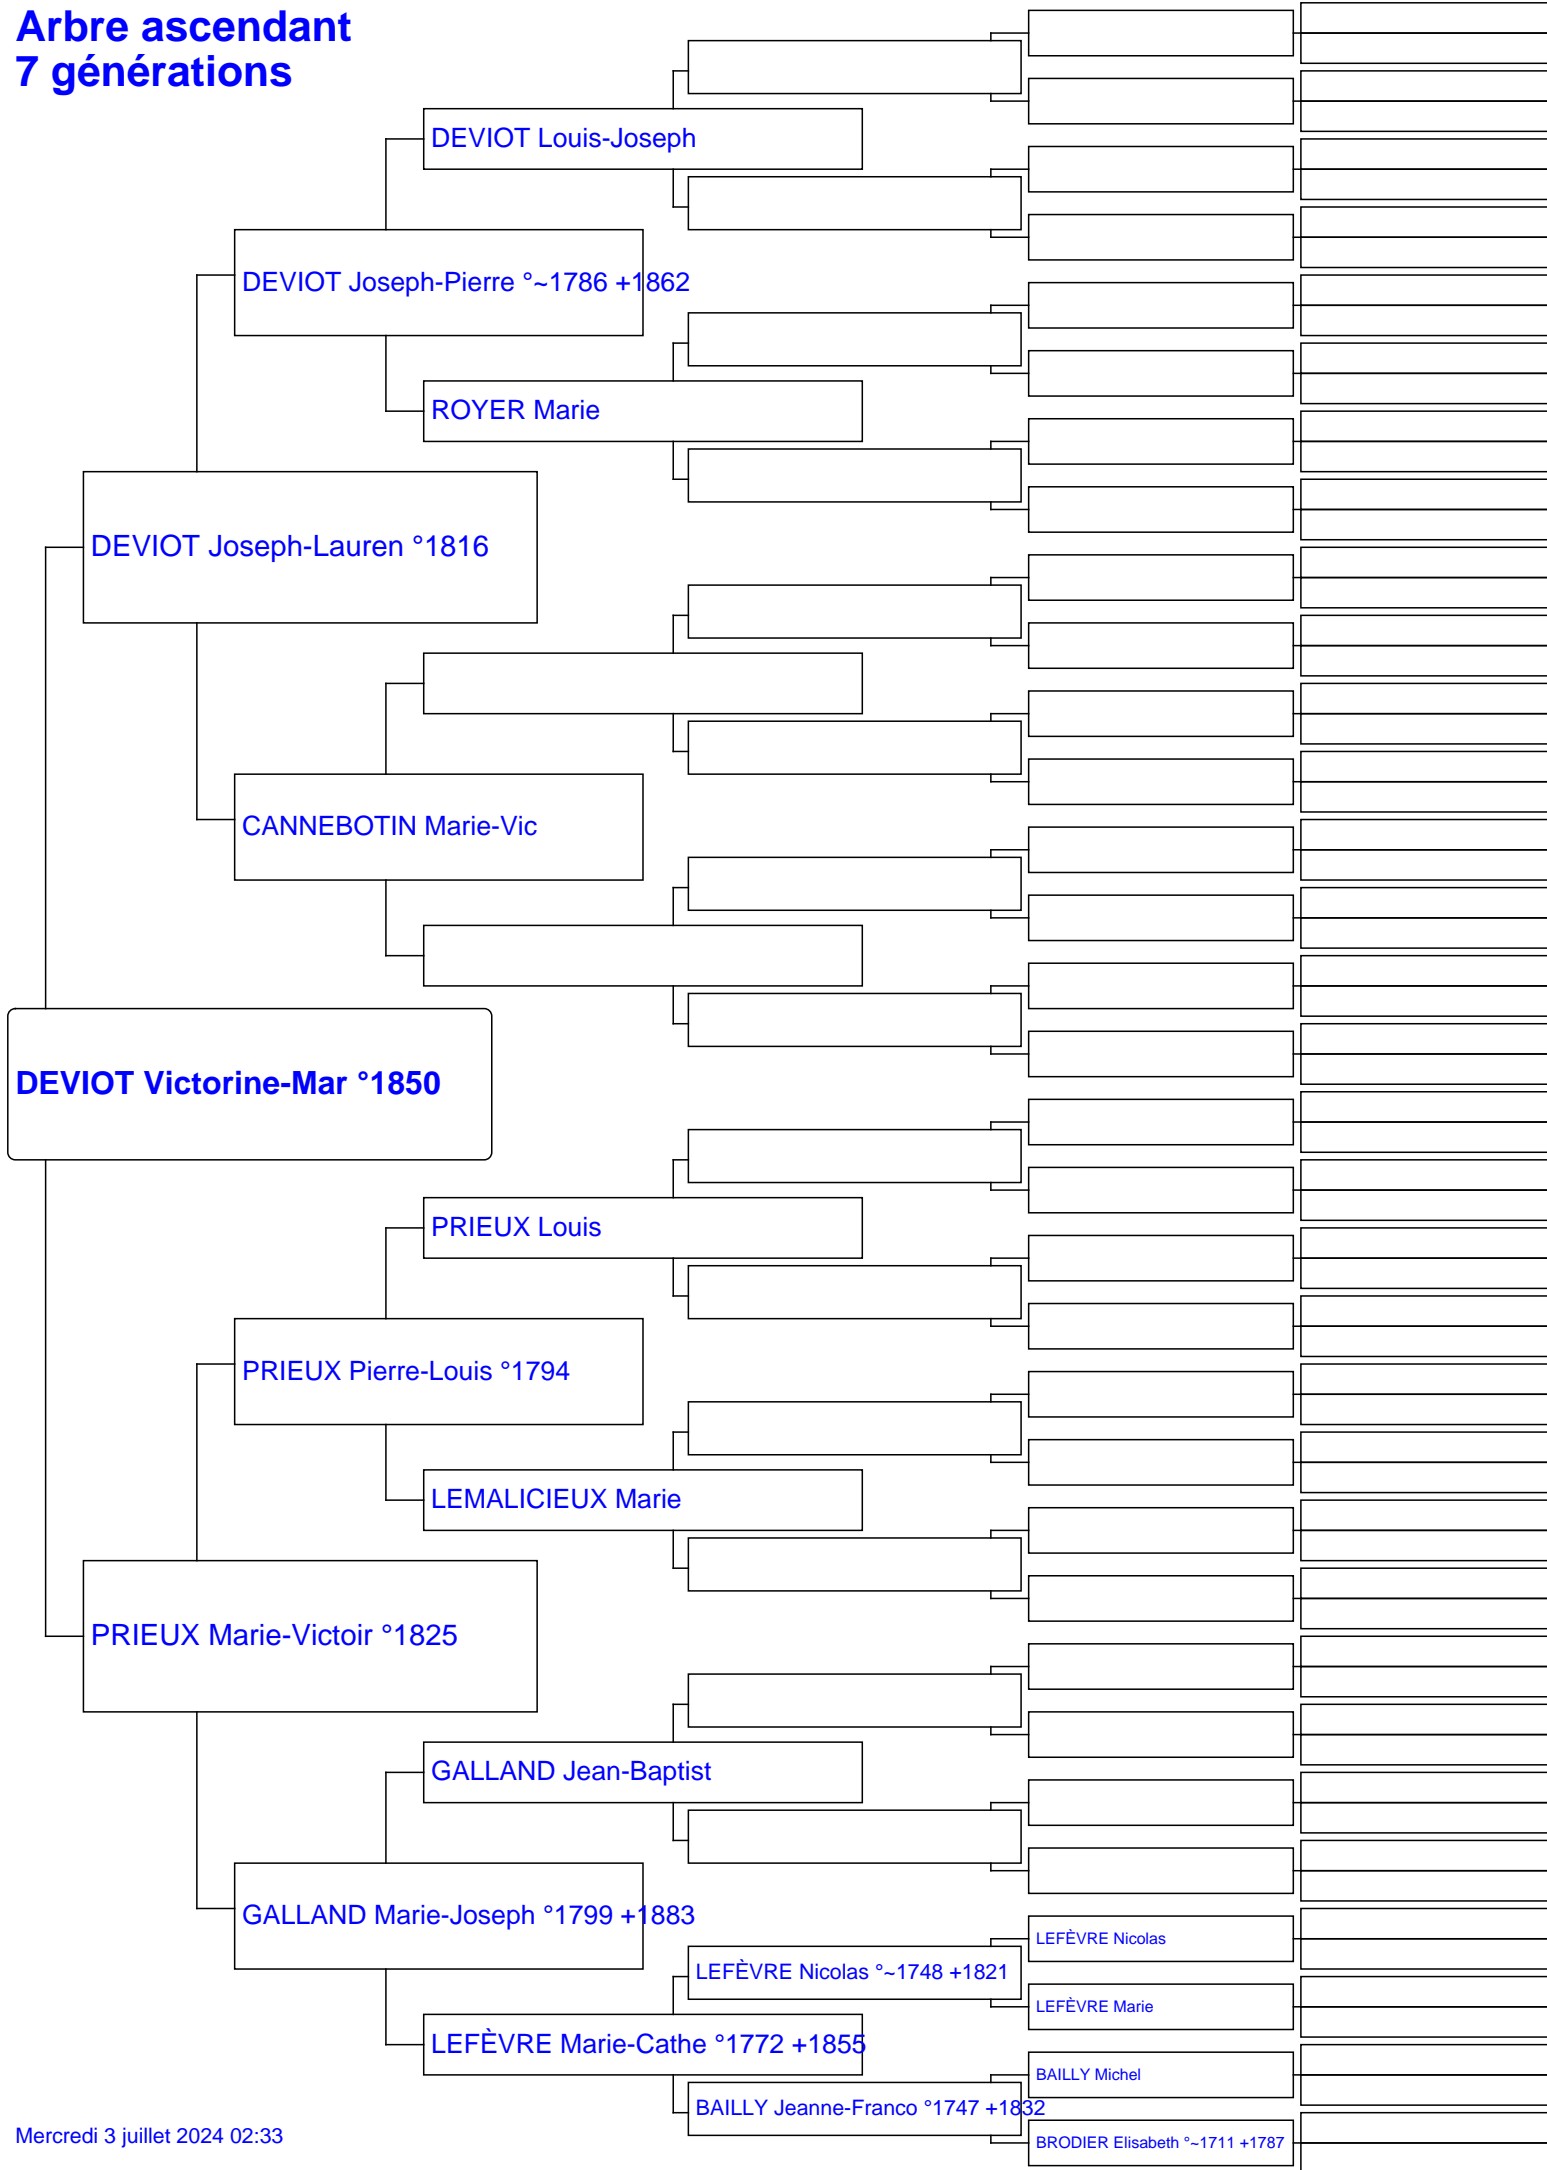 Arbre ascendant
7 générations
DEVIOT Louis-Joseph
DEVIOT Joseph-Pierre °~1786 +1862
ROYER Marie
DEVIOT Joseph-Lauren °1816
CANNEBOTIN Marie-Vic
DEVIOT Victorine-Mar °1850
PRIEUX Louis
PRIEUX Pierre-Louis °1794
LEMALICIEUX Marie
PRIEUX Marie-Victoir °1825
GALLAND Jean-Baptist
GALLAND Marie-Joseph °1799 +1883
LEFÈVRE Nicolas
LEFÈVRE Nicolas °~1748 +1821
LEFÈVRE Marie
LEFÈVRE Marie-Cathe °1772 +1855
BAILLY Michel
BAILLY Jeanne-Franco °1747 +1832
BRODIER Elisabeth °~1711 +1787
Mercredi 3 juillet 2024 02:33